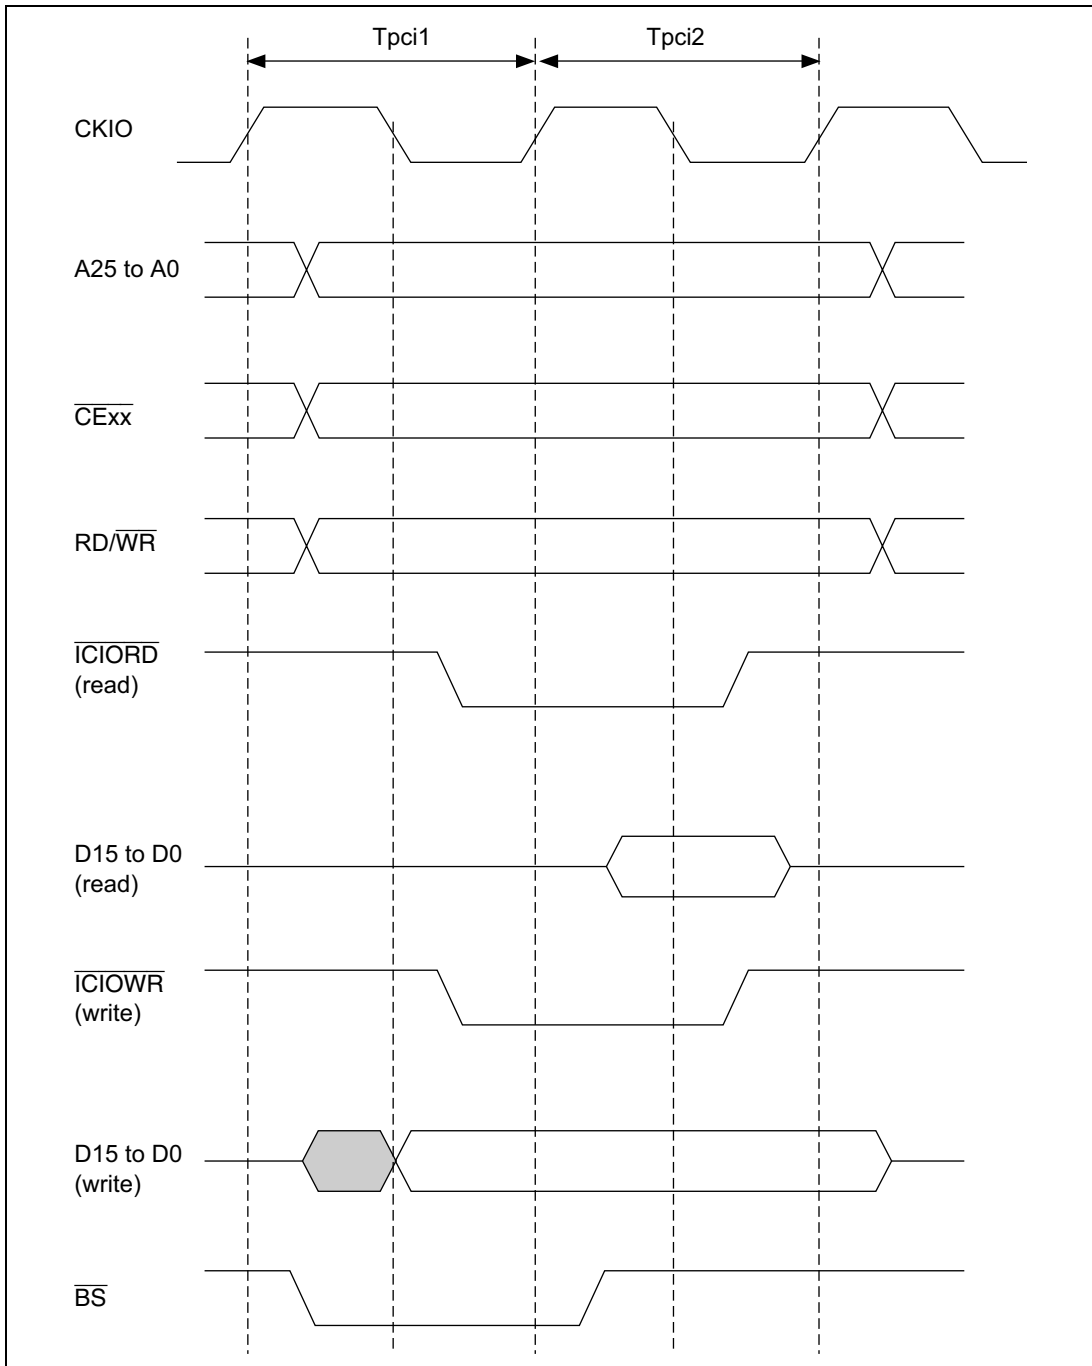 Tpci1 Tpci2
CKIO
A25 to A0
CExx
RD/WR
ICIORD
(read)
D15 to D0
(read)
ICIOWR
(write)
D15 to D0
(write)
BS